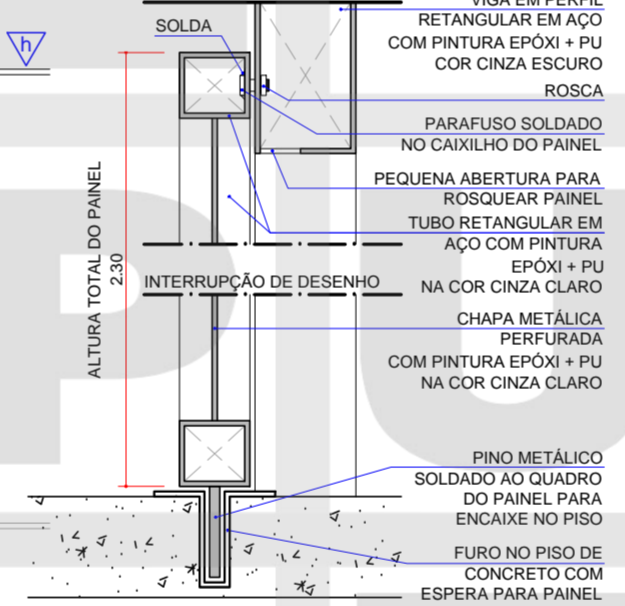 VIGA EM PERFIL
RETANGULAR EM AÇO
COM PINTURA EPÓXI + PU
COR CINZA ESCURO
SOLDA
h
ROSCA
PARAFUSO SOLDADO
NO CAIXILHO DO PAINEL
PEQUENA ABERTURA PARA
ROSQUEAR PAINEL
TUBO RETANGULAR EM
AÇO COM PINTURA
EPÓXI + PU
NA COR CINZA CLARO
ALTURA TOTAL DO PAINEL
2.30
INTERRUPÇÃO DE DESENHO
CHAPA METÁLICA
PERFURADA
COM PINTURA EPÓXI + PU
NA COR CINZA CLARO
PINO METÁLICO
SOLDADO AO QUADRO
DO PAINEL PARA
ENCAIXE NO PISO
FURO NO PISO DE
CONCRETO COM
ESPERA PARA PAINEL